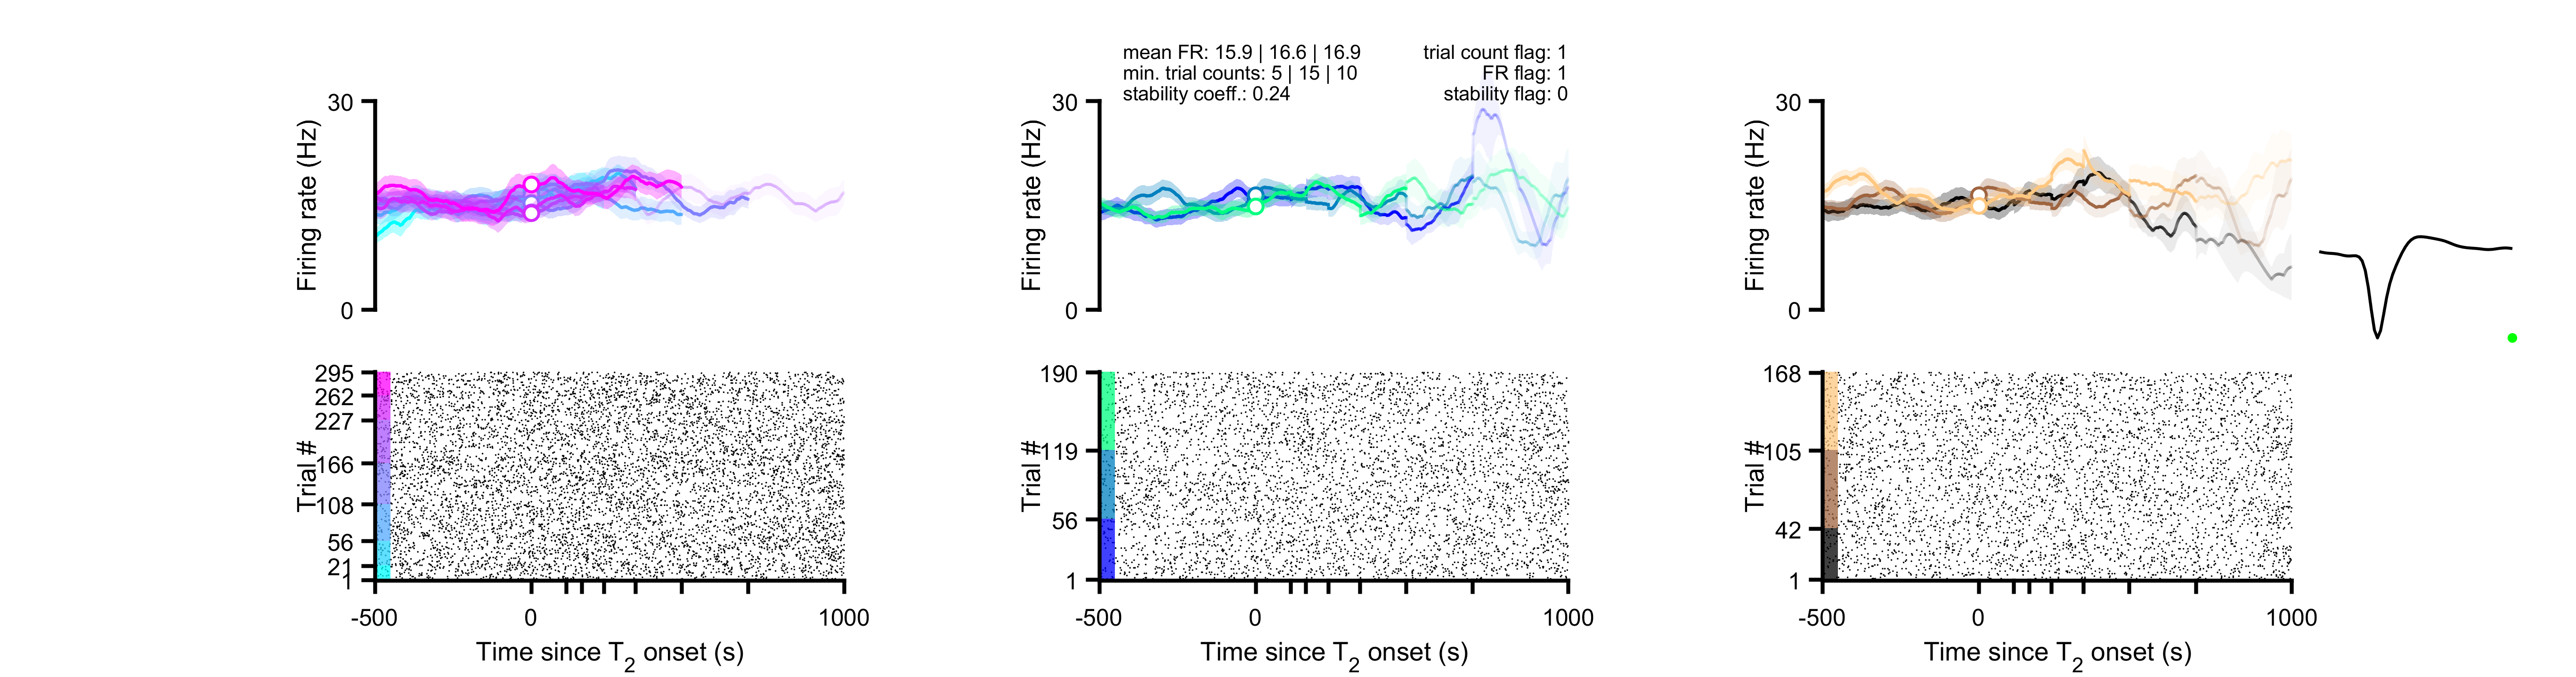 mean FR: 15.9 | 16.6 | 16.9
min. trial counts: 5 | 15 | 10
stability coeff.: 0.24
trial count flag: 1
FR flag: 1
stability flag: 0
30
0
Firing rate (Hz)
295
262
227
166
108
56
21
1
Trial #
-500
0
1000
Time since T2 onset (s)
30
0
Firing rate (Hz)
190
119
56
1
Trial #
-500
0
1000
Time since T2 onset (s)
30
0
Firing rate (Hz)
168
105
42
1
Trial #
-500
0
1000
Time since T2 onset (s)